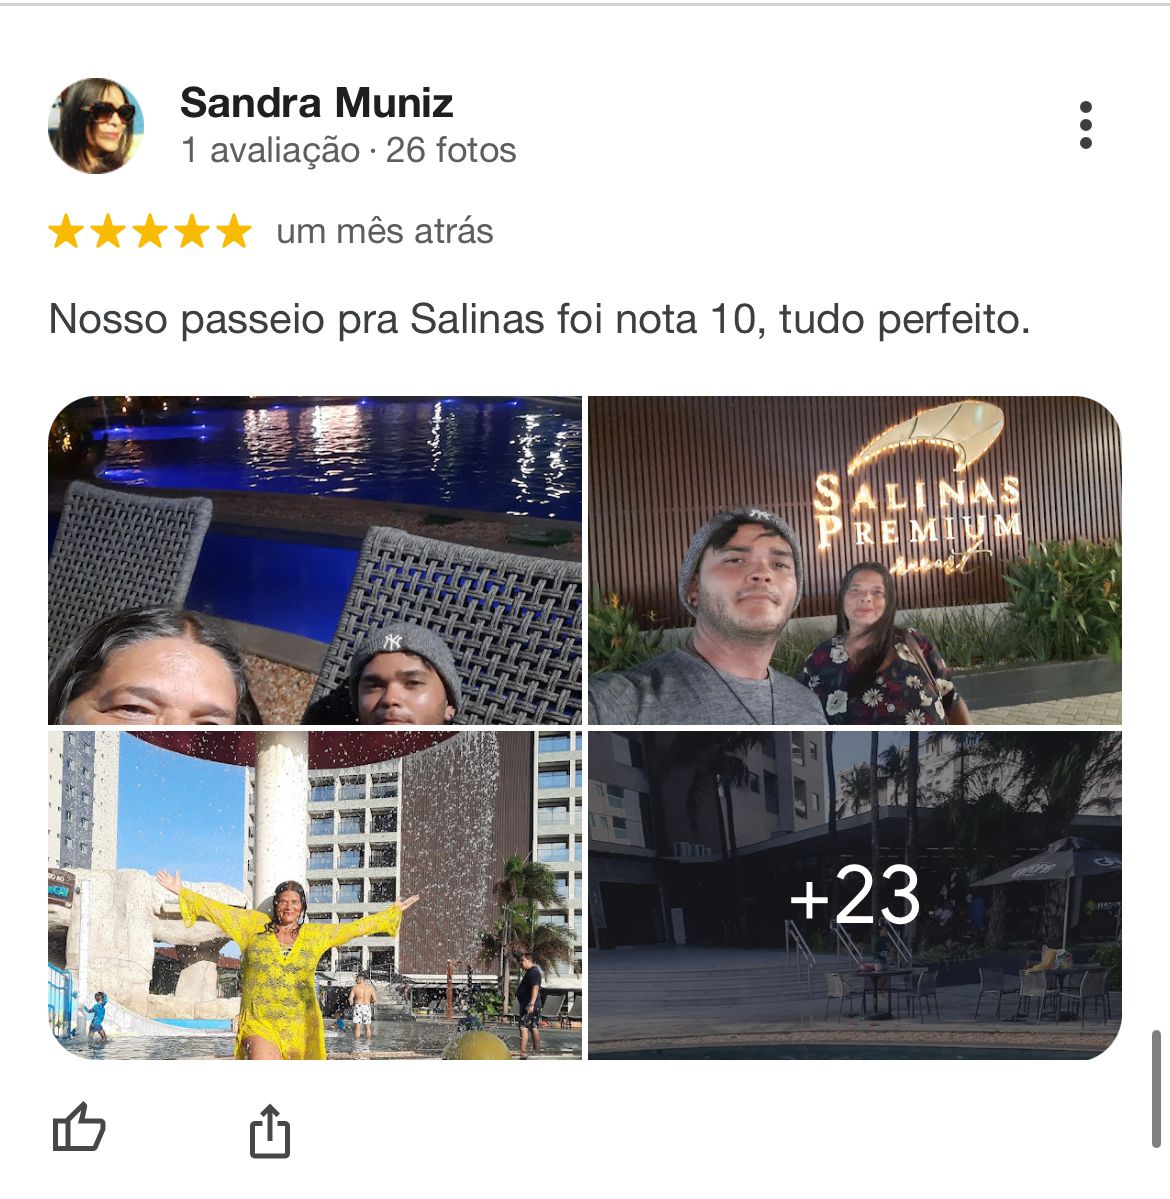 Sandra Muniz
1 avaliação · 26 fotos
um mês atrás
Nosso passeio pra Salinas foi nota 10, tudo perfeito.
SALINAS
PREMIUM
resort
NY
+23